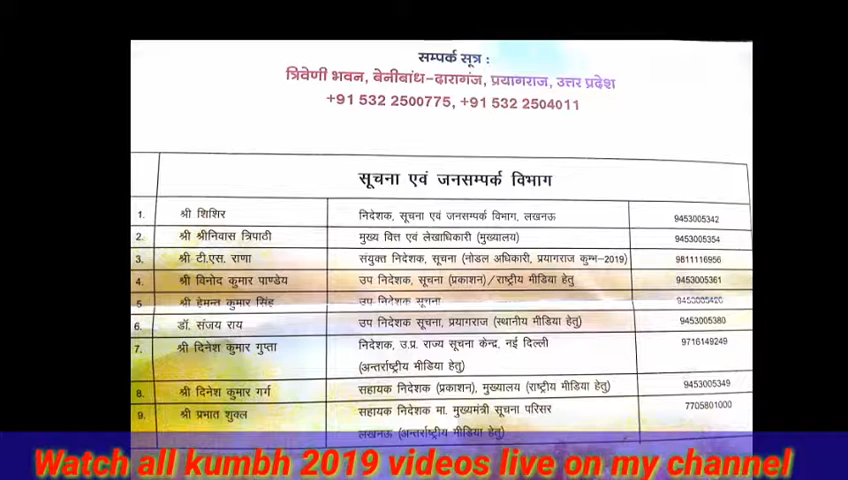 सम्पर्क सूत्र :
त्रिवेणी भवन, बेनीबांध-दारागंज, प्रयागराज, उत्तर प्रदेश
+91 532 2500775, +91 532 2504011
सूचना एवं जनसम्पर्क विभाग
1. श्री शिशिर निदेशक, सूचना एवं जनसम्पर्क विभाग, लखनऊ 9453005342
2. श्री श्रीनिवास त्रिपाठी मुख्य वित्त एवं लेखाधिकारी (मुख्यालय) 9453005354
3. श्री टी.एस. राणा संयुक्त निदेशक, सूचना (नोडल अधिकारी, प्रयागराज कुम्भ-2019) 9811116956
4. श्री विनोद कुमार पाण्डेय उप निदेशक, सूचना (प्रकाशन)/राष्ट्रीय मीडिया हेतु 9453005361
5 श्री हेमन्त कुमार सिंह उप निदेशक सूचना
6. डॉ. संजय राय उप निदेशक सूचना, प्रयागराज (स्थानीय मीडिया हेतु) 9453005380
7. श्री दिनेश कुमार गुप्ता निदेशक, उ.प्र. राज्य सूचना केन्द्र, नई दिल्ली 9716149249
(अन्तर्राष्ट्रीय मीडिया हेतु)
8. श्री दिनेश कुमार गर्ग सहायक निदेशक (प्रकाशन), मुख्यालय (राष्ट्रीय मीडिया हेतु) 9453005349
9. श्री प्रभात शुक्ल सहायक निदेशक मा. मुख्यमंत्री सूचना परिसर 7705801000
लखनऊ (अन्तर्राष्ट्रीय मीडिया हेतु)
Watch all kumbh 2019 videos live on my channel